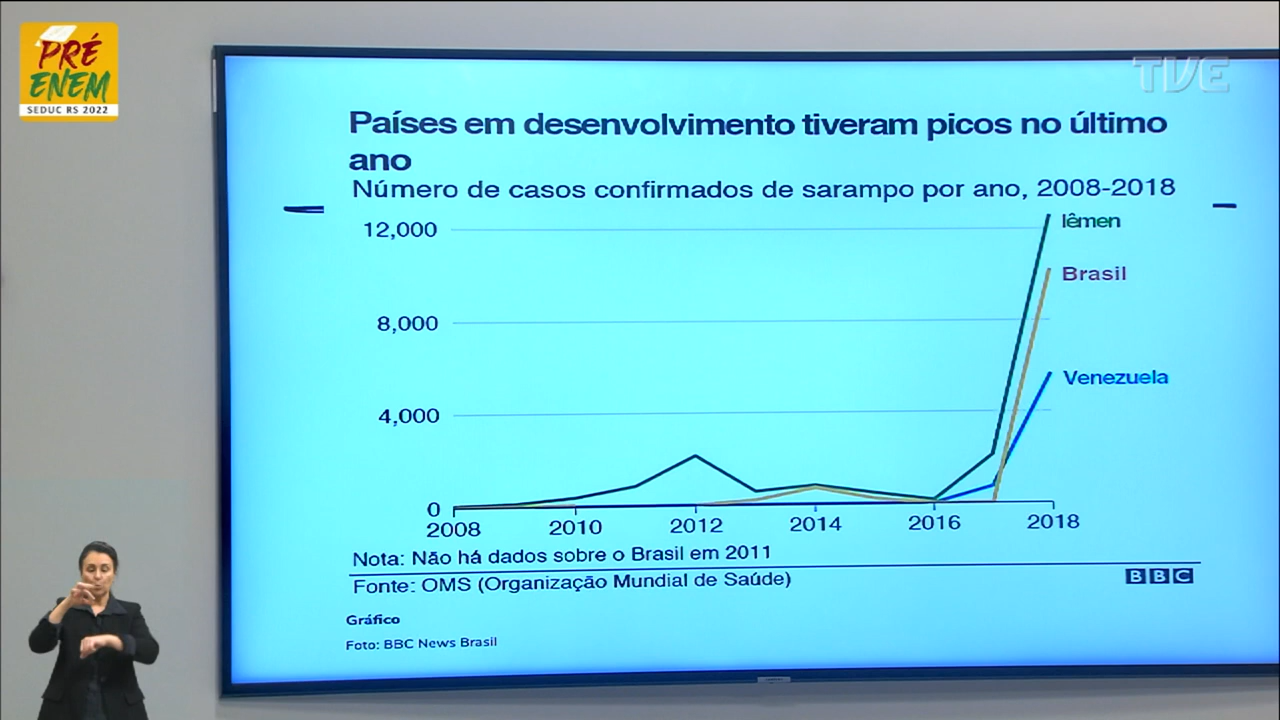 PRÉ
ENEM
SEDUC RS 2022
TVE
Países em desenvolvimento tiveram picos no último
ano
Número de casos confirmados de sarampo por ano, 2008-2018
12,000
Iêmen
Brasil
8,000
Venezuela
4,000
0
2008 2010 2012 2014 2016 2018
Nota: Não há dados sobre o Brasil em 2011
Fonte: OMS (Organização Mundial de Saúde)
BBC
Gráfico
Foto: BBC News Brasil